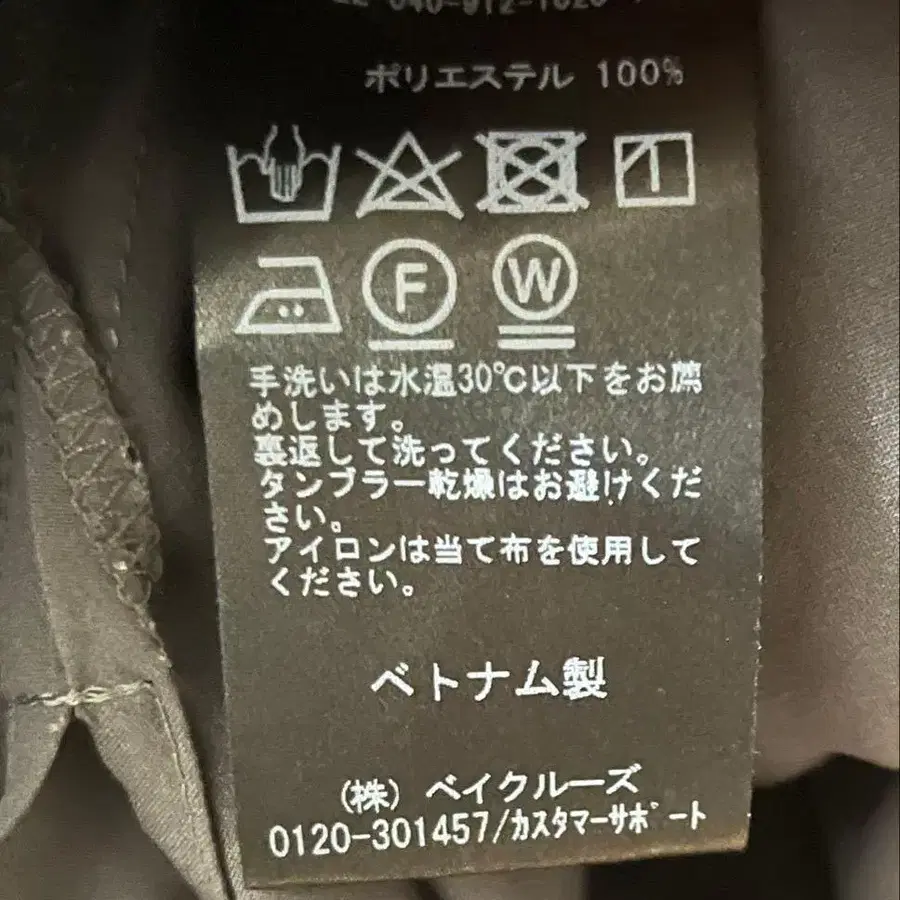 ポリエステル 100%
F
W
手洗いは水温30℃以下をお薦
めします。
裏返して洗ってください。
タンブラー乾燥はお避けくだ
さい。
アイロンは当て布を使用して
ください。
ベトナム製
(株) ベイクルーズ
0120-301457/カスタマーサポート